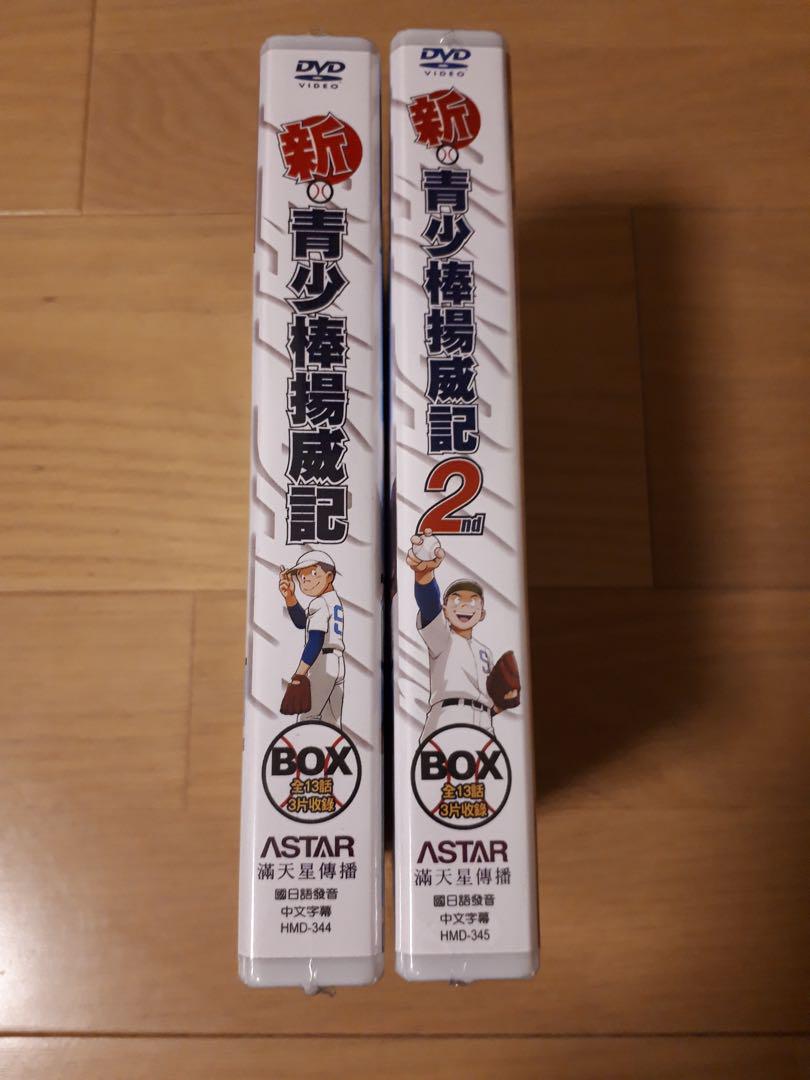 DVD
VIDEO
新
青少棒揚威記
S
BOX
全13話
3片收錄
ASTAR
滿天星傳播
國日語發音
中文字幕
HMD-344
DVD
VIDEO
新
青少棒揚威記
2nd
S
BOX
全13話
3片收錄
ASTAR
滿天星傳播
國日語發音
中文字幕
HMD-345